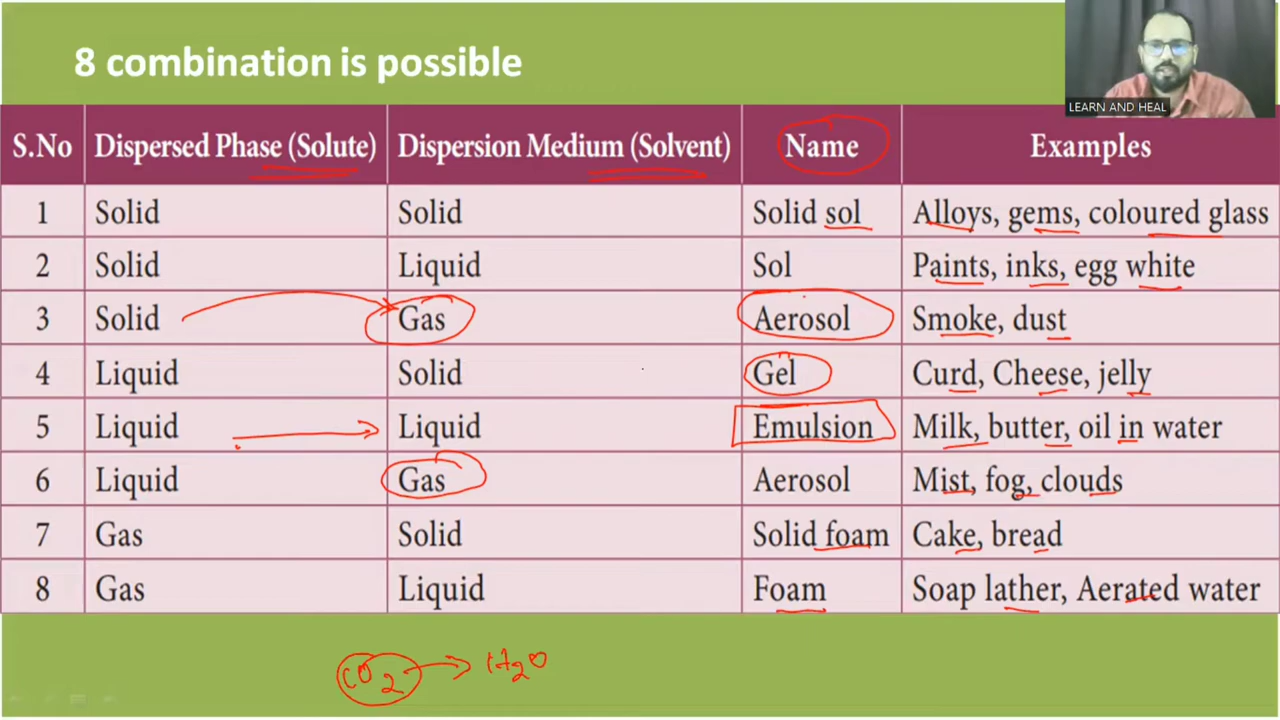 8 combination is possible
LEARN AND HEAL
S.No Dispersed Phase (Solute) Dispersion Medium (Solvent) Name Examples
1 Solid Solid Solid sol Alloys, gems, coloured glass
2 Solid Liquid Sol Paints, inks, egg white
3 Solid Gas Aerosol Smoke, dust
4 Liquid Solid Gel Curd, Cheese, jelly
5 Liquid Liquid Emulsion Milk, butter, oil in water
6 Liquid Gas Aerosol Mist, fog, clouds
7 Gas Solid Solid foam Cake, bread
8 Gas Liquid Foam Soap lather, Aerated water
CO2 → H2O